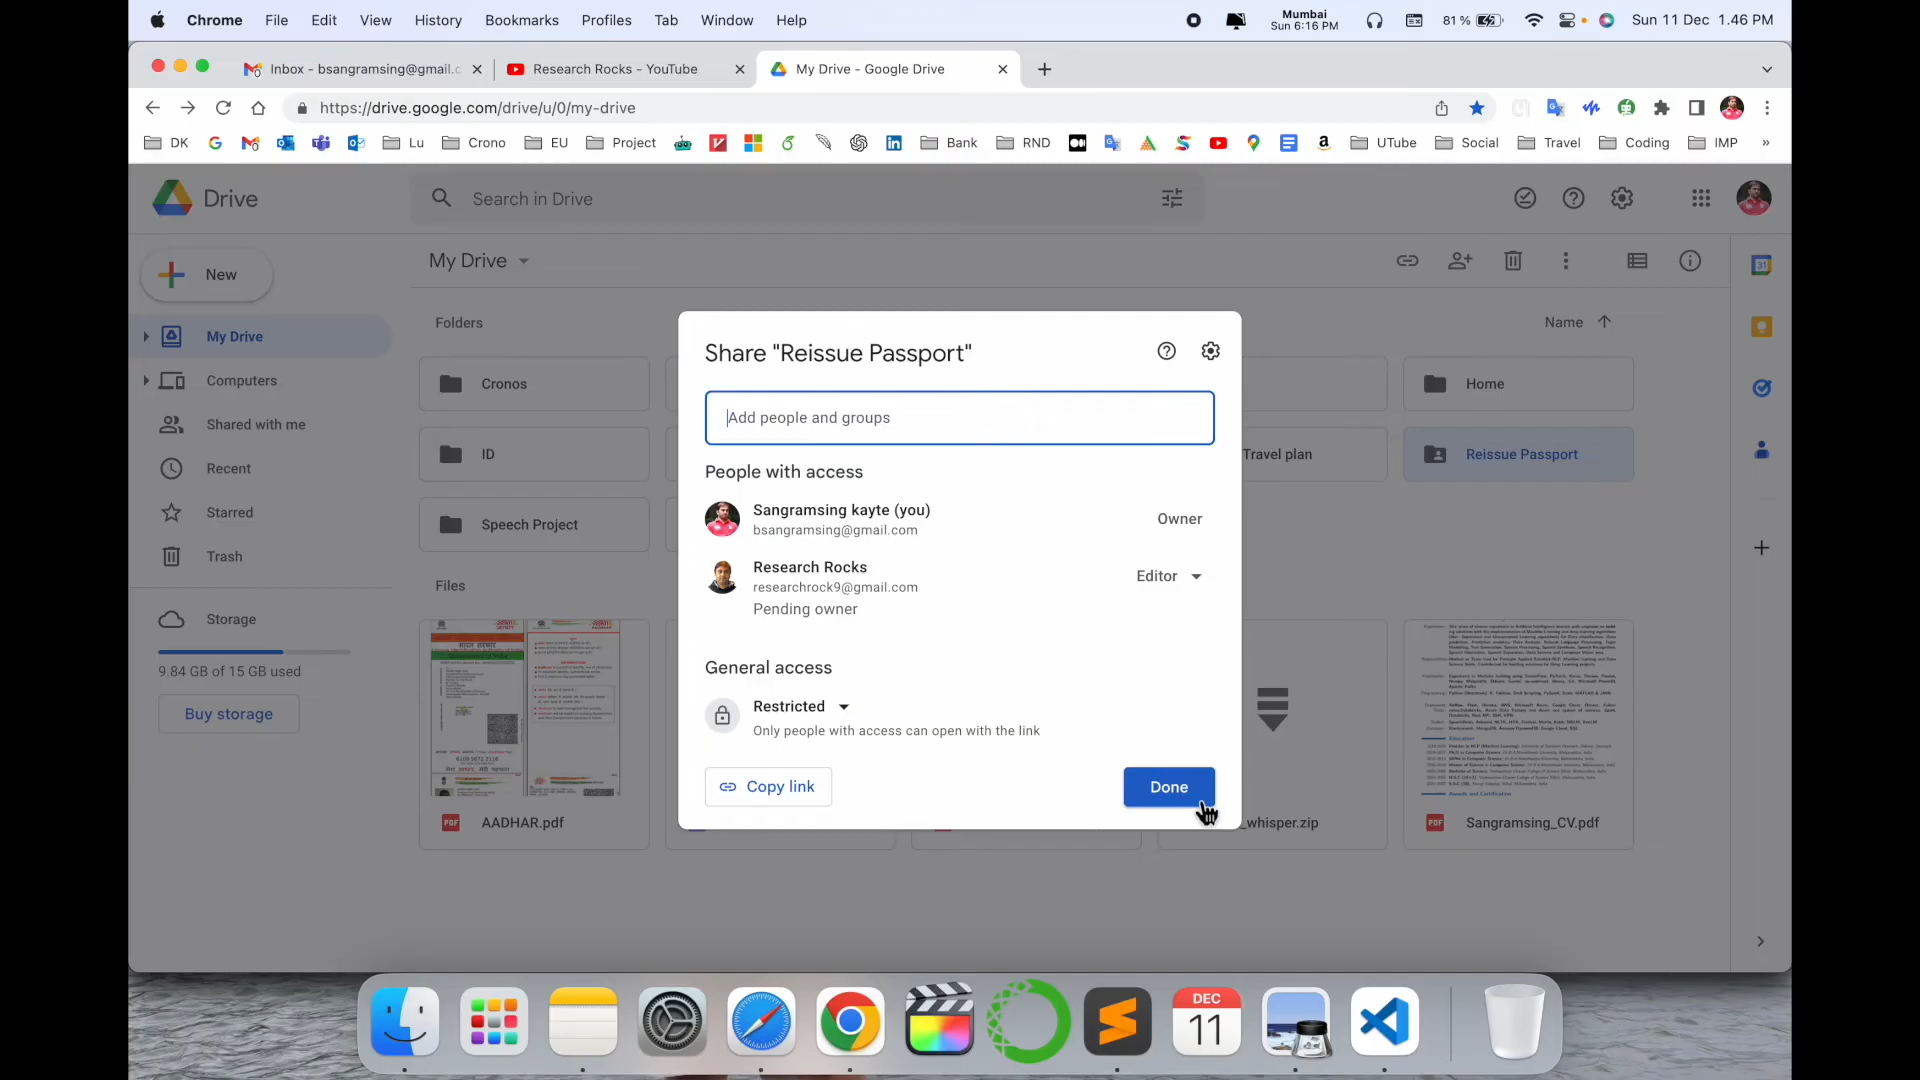 Chrome File Edit View History Bookmarks Profiles Tab Window Help
Mumbai
Sun 6:16 PM
81 %
Sun 11 Dec 1.46 PM
Inbox - bsangramsing@gmail.c
Research Rocks - YouTube
My Drive - Google Drive
https://drive.google.com/drive/u/0/my-drive
DK Lu Crono EU Project Bank RND UTube Social Travel Coding IMP »
Drive
Search in Drive
New
My Drive
My Drive
Computers
Shared with me
Recent
Starred
Trash
Storage
9.84 GB of 15 GB used
Buy storage
Folders
Name
Cronos
Home
ID
Travel plan
Reissue Passport
Speech Project
Files
AADHAR.pdf
_whisper.zip
Sangramsing_CV.pdf
Share "Reissue Passport"
Add people and groups
People with access
Sangramsing kayte (you)
bsangramsing@gmail.com
Owner
Research Rocks
researchrock9@gmail.com
Pending owner
Editor
General access
Restricted
Only people with access can open with the link
Copy link
Done
31
DEC
11